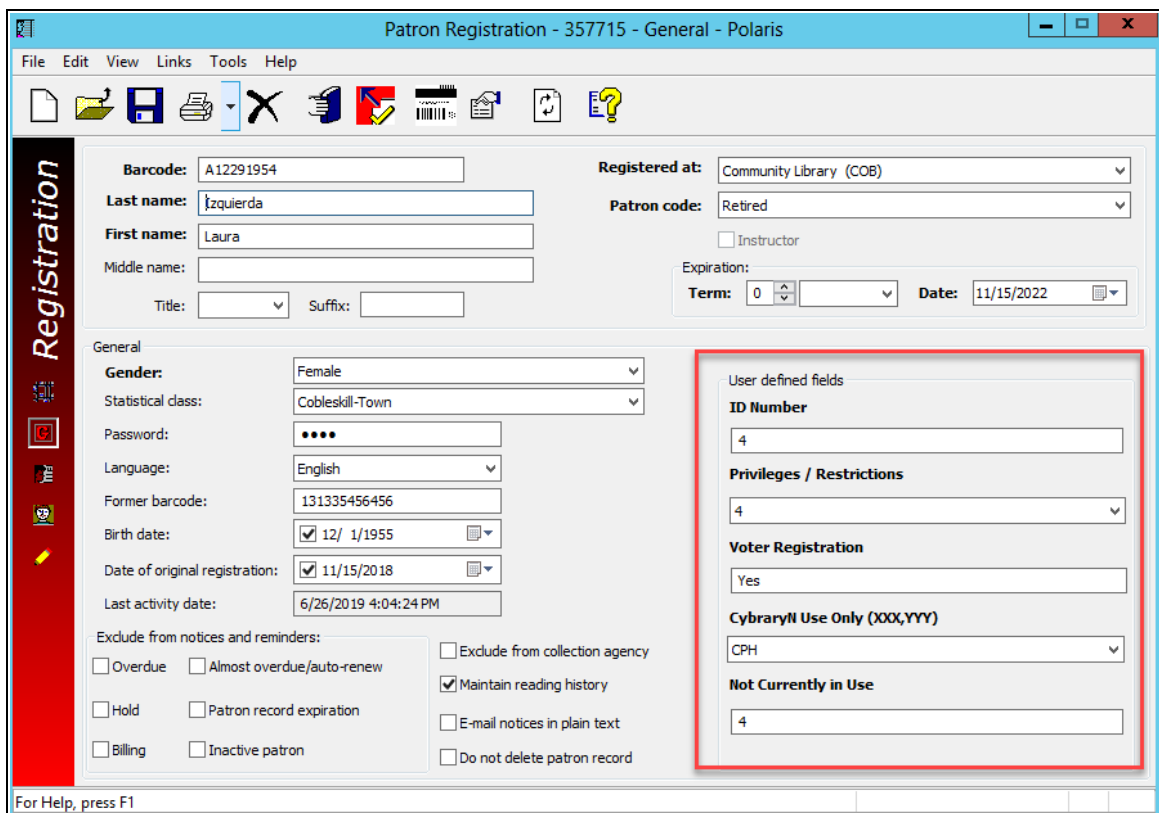 Patron Registration - 357715 - General - Polaris
File Edit View Links Tools Help
Registration
Barcode: A12291954
Last name: Izquierda
First name: Laura
Middle name:
Title: Suffix:
Registered at: Community Library (COB)
Patron code: Retired
Instructor
Expiration:
Term: 0 Date: 11/15/2022
General
Gender: Female
Statistical class: Cobleskill-Town
Password: ••••
Language: English
Former barcode: 131335456456
Birth date: 12/ 1/1955
Date of original registration: 11/15/2018
Last activity date: 6/26/2019 4:04:24 PM
Exclude from notices and reminders:
Overdue Almost overdue/auto-renew
Hold Patron record expiration
Billing Inactive patron
Exclude from collection agency
Maintain reading history
E-mail notices in plain text
Do not delete patron record
User defined fields
ID Number
4
Privileges / Restrictions
4
Voter Registration
Yes
CybraryN Use Only (XXX,YYY)
CPH
Not Currently in Use
4
For Help, press F1